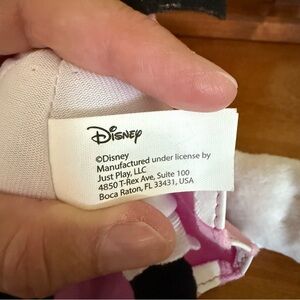 Disney
©Disney
Manufactured under license by
Just Play, LLC
4850 T-Rex Ave, Suite 100
Boca Raton, FL 33431, USA